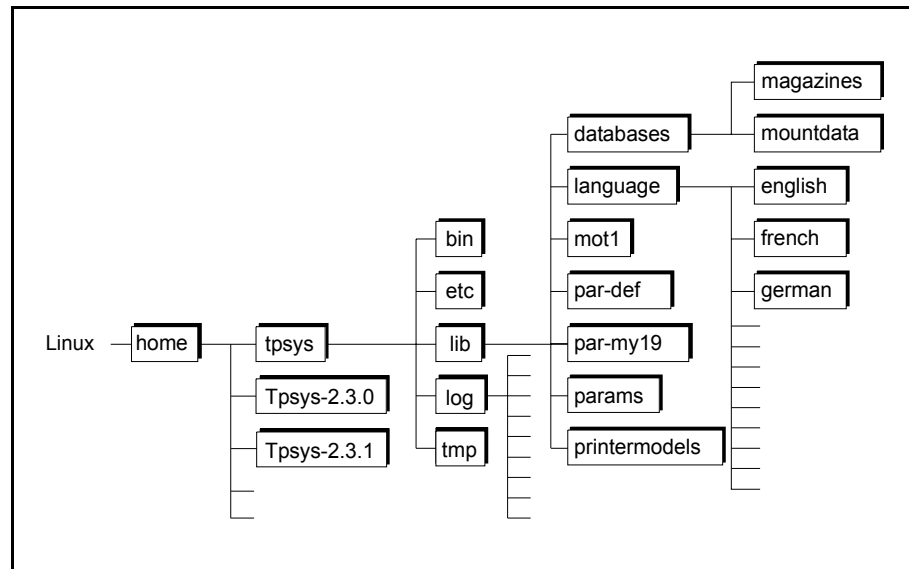 Linux
home
tpsys
Tpsys-2.3.0
Tpsys-2.3.1
bin
etc
lib
log
tmp
databases
language
mot1
par-def
par-my19
params
printermodels
magazines
mountdata
english
french
german